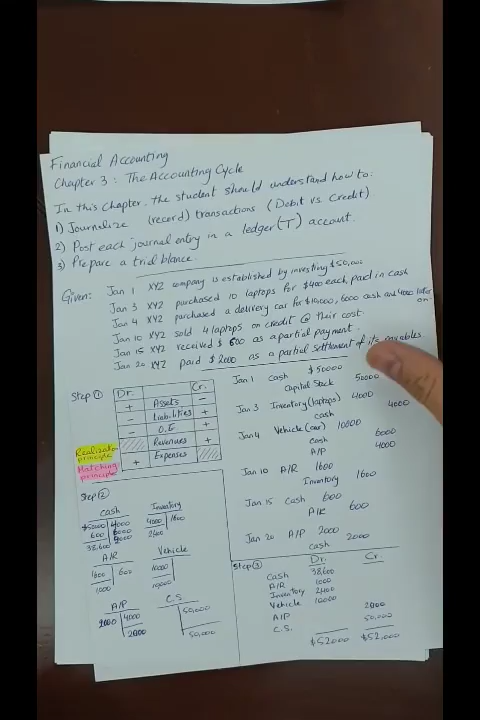 Financial Accounting
Chapter 3: The Accounting Cycle
In this chapter, the student should understand how to:
1) Journalize (record) transactions (Debit vs Credit)
2) Post each journal entry in a ledger (T) account.
3) Prepare a trial blance.
Given: Jan 1 XYZ company is established by investing $50,000
Jan 3 XYZ purchased 10 laptops for $400 each, paid in cash
Jan 4 XYZ purchased a delivery car for $10000, 6000 cash and 4000 later on.
Jan 10 XYZ sold 4 laptops on credit @ their cost.
Jan 15 XYZ received $600 as a partial payment.
Jan 20 XYZ paid $2000 as a partial settlement of its payables
Step ①
Dr. Cr.
+ Assets -
- Liabilities +
- O.E +
Revenues +
+ Expenses
Realization principle
Matching principle
Jan 1 Cash $50000
Capital Stock 50000
Jan 3 Inventory (laptops) 4000
cash 4000
Jan 4 Vehicle (car) 10000
Cash 6000
A/P 4000
Jan 10 A/R 1600
Inventory 1600
Jan 15 Cash 600
A/R 600
Jan 20 A/P 2000
cash 2000
Step ②
Cash
$50000 4000
600 6000
2000
38,600
Inventory
4000 1600
2400
A/R
1600 600
1000
Vehicle
10000
10000
A/P
2000 4000
2000
C.S.
50,000
50,000
Step ③
Dr. Cr.
Cash 38,600
A/R 1000
Inventory 2400
Vehicle 10000
A/P 2000
C.S. 50,000
$52000 $52,000